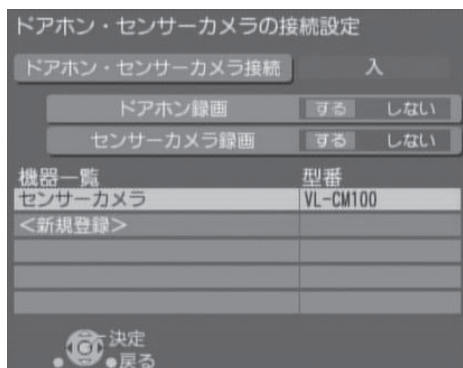 ドアホン・センサーカメラの接続設定
ドアホン・センサーカメラ接続 入
ドアホン録画 する しない
センサーカメラ録画 する しない
機器一覧 型番
センサーカメラ VL-CM100
<新規登録>
決定
戻る